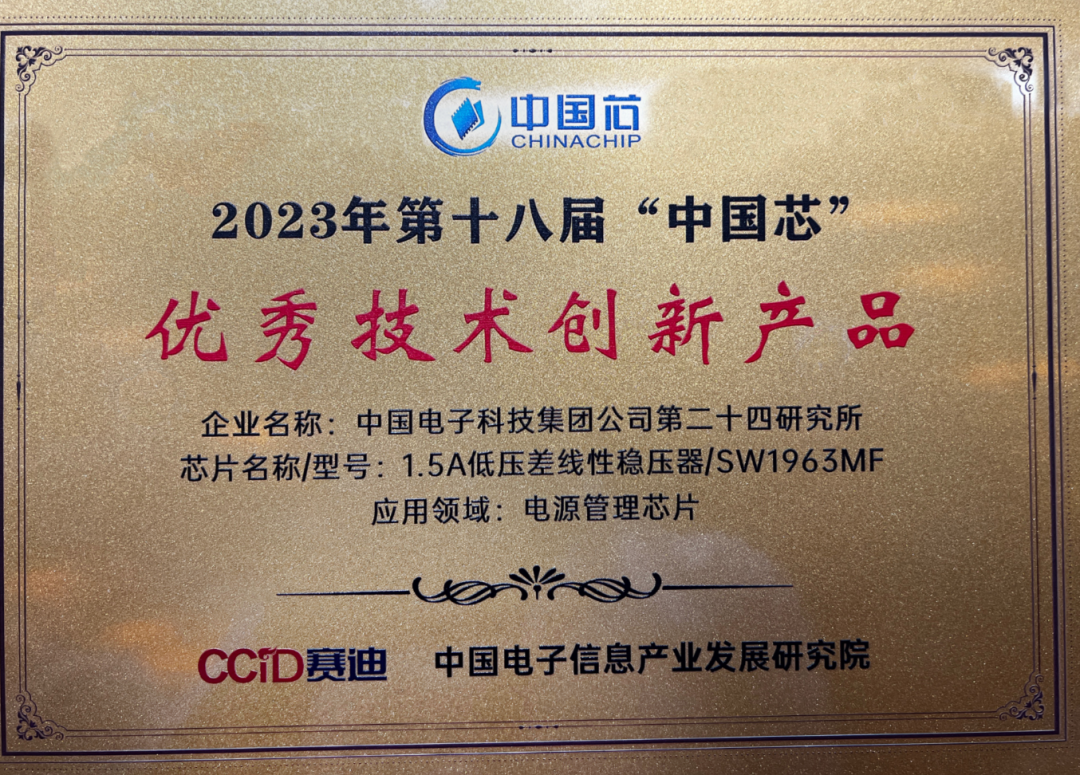 中国芯
CHINACHIP
2023年第十八届“中国芯”
优秀技术创新产品
企业名称：中国电子科技集团公司第二十四研究所
芯片名称/型号：1.5A低压差线性稳压器/SW1963MF
应用领域：电源管理芯片
CCID赛迪 中国电子信息产业发展研究院